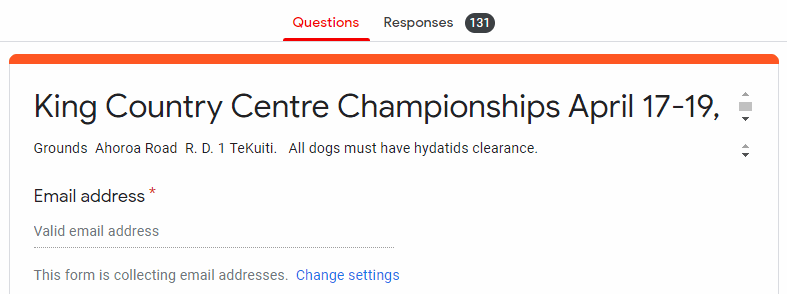 Questions Responses 131
King Country Centre Championships April 17-19,
Grounds Ahoroa Road R. D. 1 TeKuiti. All dogs must have hydatids clearance.
Email address *
Valid email address
This form is collecting email addresses. Change settings